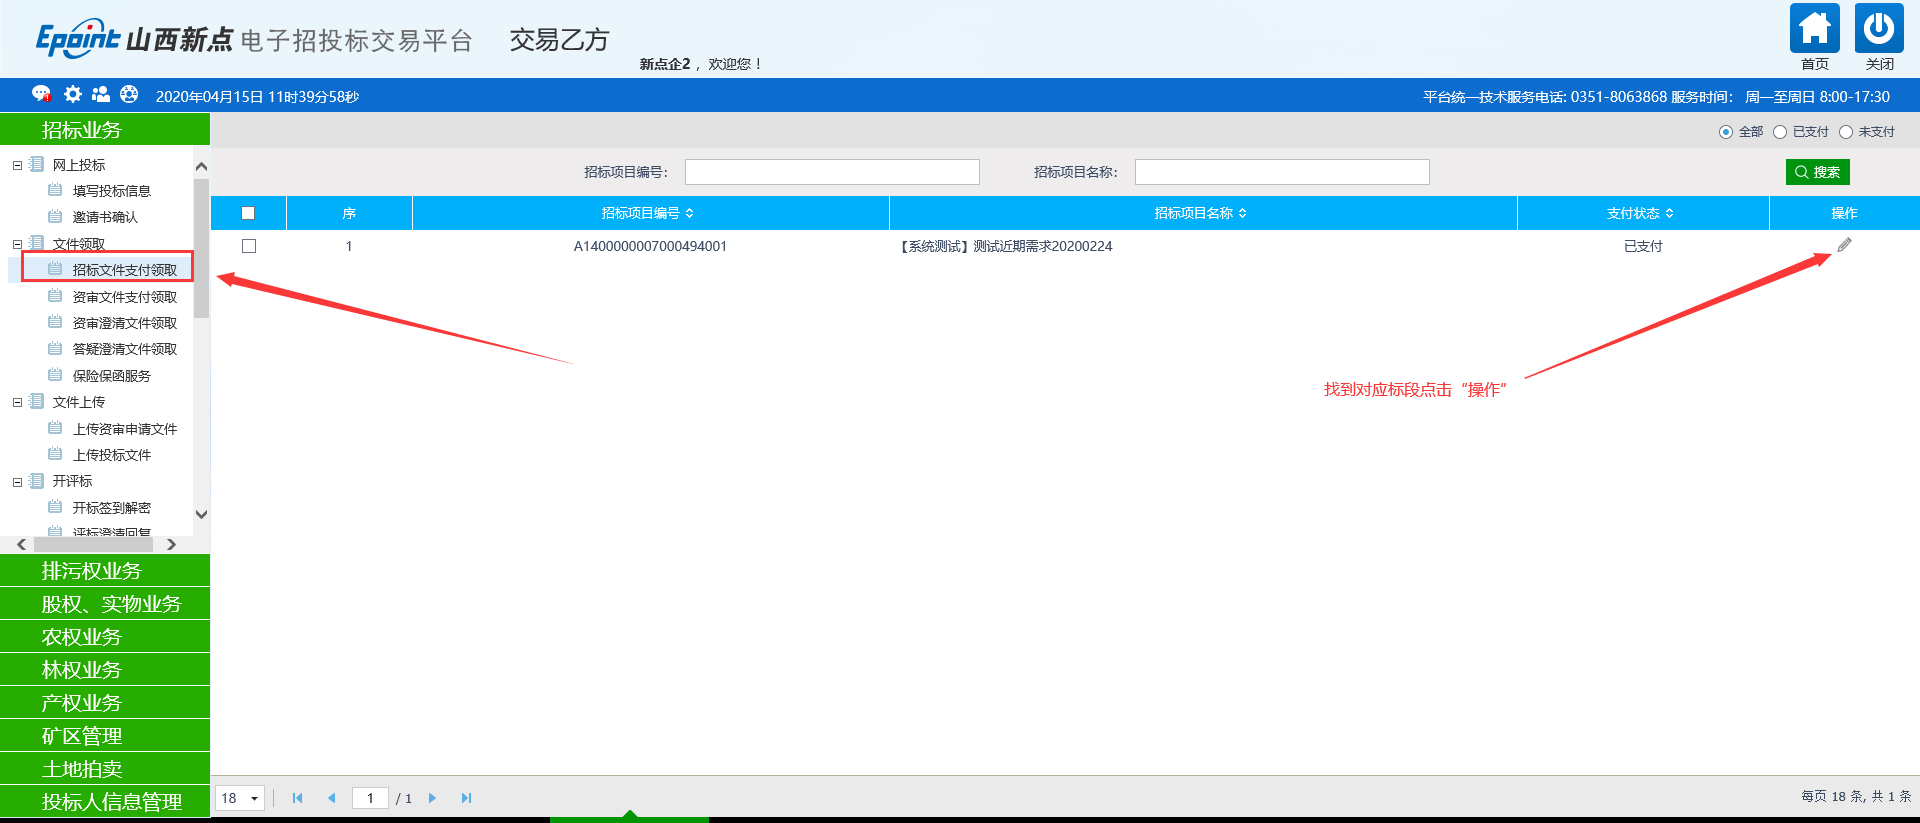 Epoint 山西新点 电子招投标交易平台 交易乙方
新点企2 ，欢迎您！
首页 关闭
2020年04月15日 11时39分58秒
平台统一技术服务电话: 0351-8063868 服务时间： 周一至周日 8:00-17:30
招标业务
网上投标
填写投标信息
邀请书确认
文件领取
招标文件支付领取
资审文件支付领取
资审澄清文件领取
答疑澄清文件领取
保险保函服务
文件上传
上传资审申请文件
上传投标文件
开评标
开标签到解密
评标澄清回复
排污权业务
股权、实物业务
农权业务
林权业务
产权业务
矿区管理
土地拍卖
投标人信息管理
全部 已支付 未支付
招标项目编号： 招标项目名称： 搜索
序 招标项目编号 招标项目名称 支付状态 操作
1 A1400000007000494001 【系统测试】测试近期需求20200224 已支付
找到对应标段点击“操作”
18 1 / 1
每页 18 条, 共 1 条